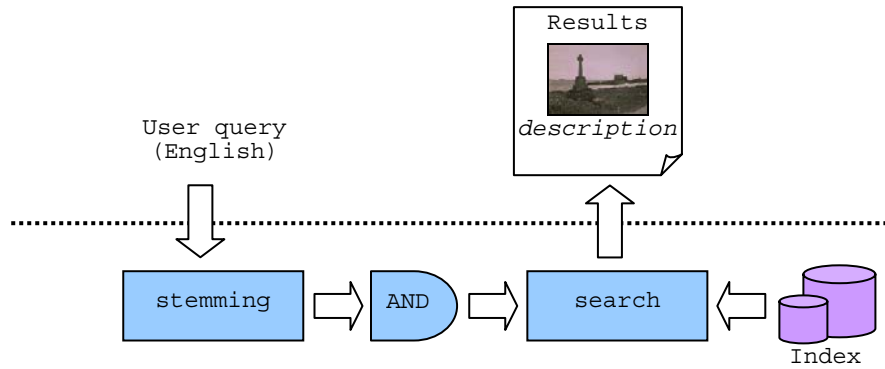 Results
description
User query
(English)
stemming
AND
search
Index